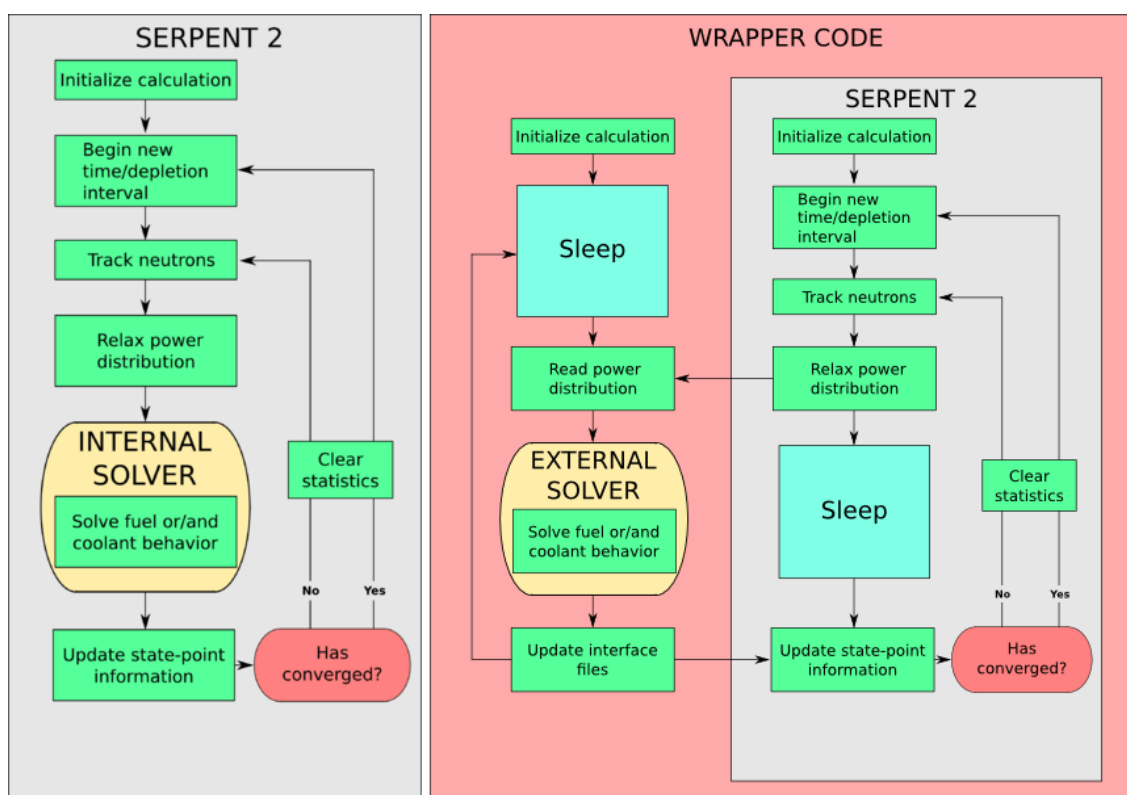 SERPENT 2
Initialize calculation
Begin new
time/depletion
interval
Track neutrons
Relax power
distribution
INTERNAL
SOLVER
Solve fuel or/and
coolant behavior
Clear
statistics
No
Yes
Update state-point
information
Has
converged?
WRAPPER CODE
Initialize calculation
Sleep
Read power
distribution
EXTERNAL
SOLVER
Solve fuel or/and
coolant behavior
Update interface
files
SERPENT 2
Initialize calculation
Begin new
time/depletion
interval
Track neutrons
Relax power
distribution
Sleep
Clear
statistics
No
Yes
Update state-point
information
Has
converged?